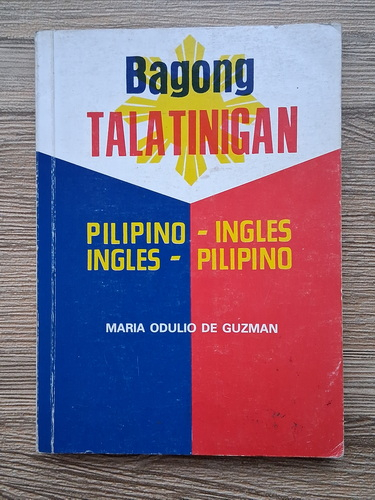 Bagong
TALATINIGAN
PILIPINO - INGLES
INGLES - PILIPINO
MARIA ODULIO DE GUZMAN